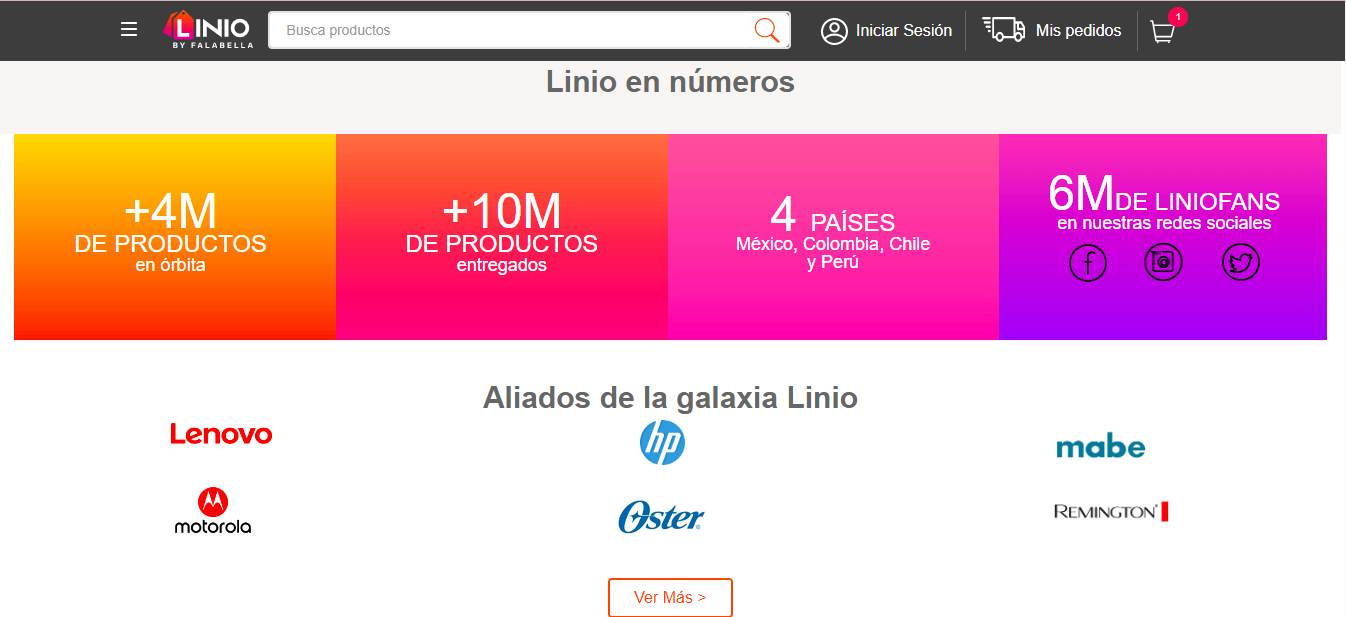 LINIO
BY FALABELLA
Busca productos
Iniciar Sesión
Mis pedidos
1
Linio en números
+4M
DE PRODUCTOS
en órbita
+10M
DE PRODUCTOS
entregados
4 PAÍSES
México, Colombia, Chile
y Perú
6M DE LINIOFANS
en nuestras redes sociales
Aliados de la galaxia Linio
Lenovo
hp
mabe
motorola
Oster
REMINGTON
Ver Más >